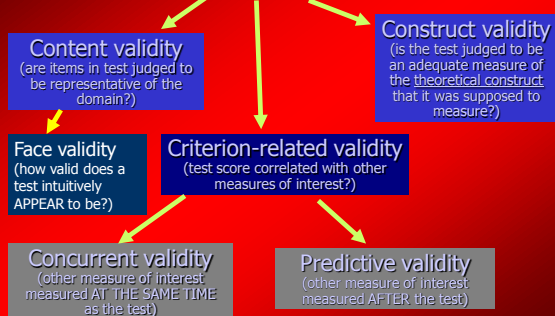 Construct validity
(is the test judged to be
an adequate measure of
the theoretical construct
that it was supposed to
measure?)
Content validity
(are items in test judged to
be representative of the
domain?)
Face validity
(how valid does a
test intuitively
APPEAR to be?)
Criterion-related validity
(test score correlated with other
measures of interest?)
Concurrent validity
(other measure of interest
measured AT THE SAME TIME
as the test)
Predictive validity
(other measure of interest
measured AFTER the test)